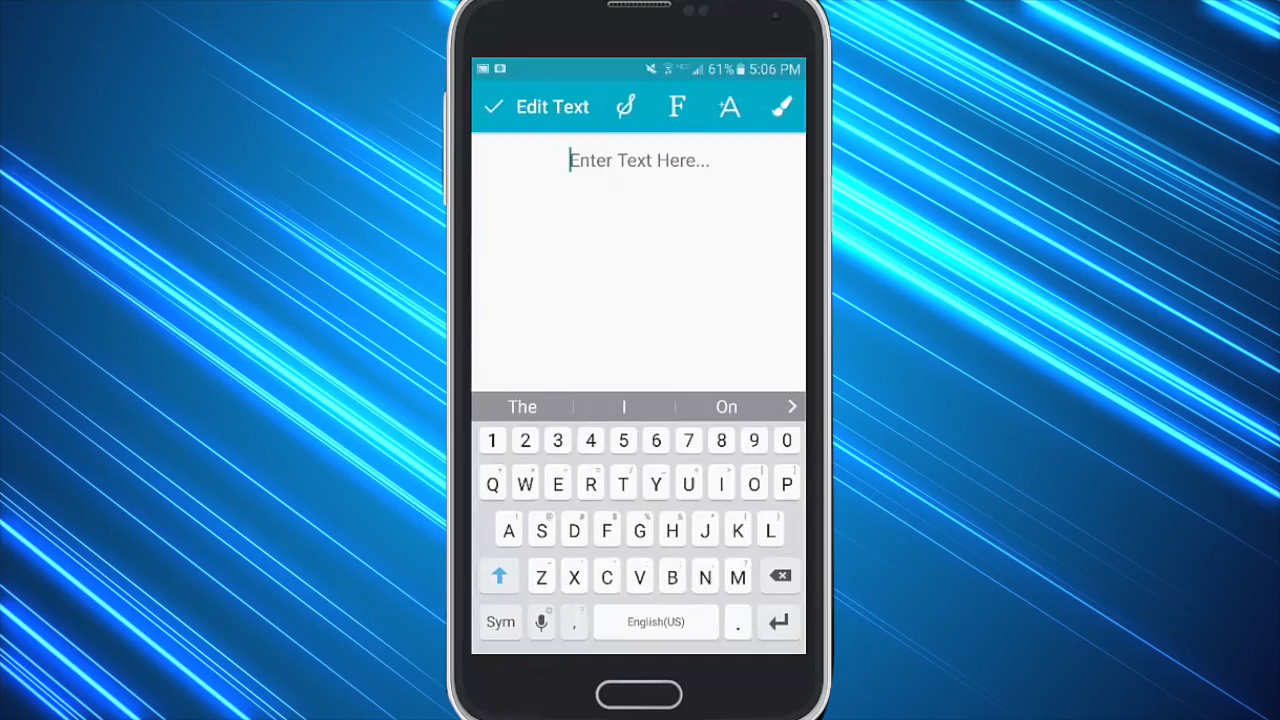 61% 5:06 PM
Edit Text F +A
Enter Text Here...
The I On
1 2 3 4 5 6 7 8 9 0
Q W E R T Y U I O P
A S D F G H J K L
Z X C V B N M
Sym , English(US) .